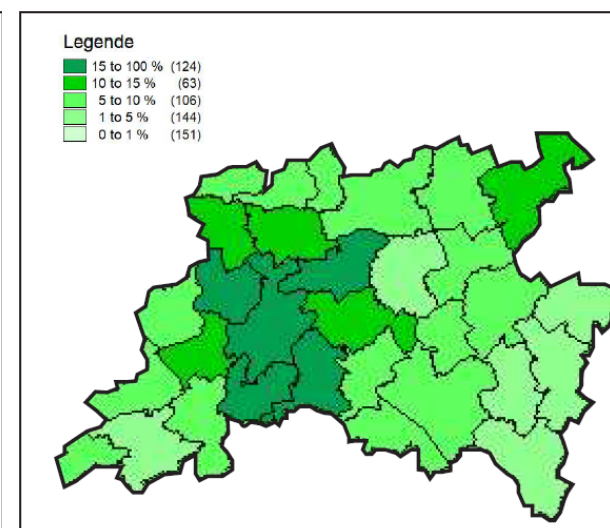 Legende
15 to 100 % (124)
10 to 15 % (63)
5 to 10 % (106)
1 to 5 % (144)
0 to 1 % (151)